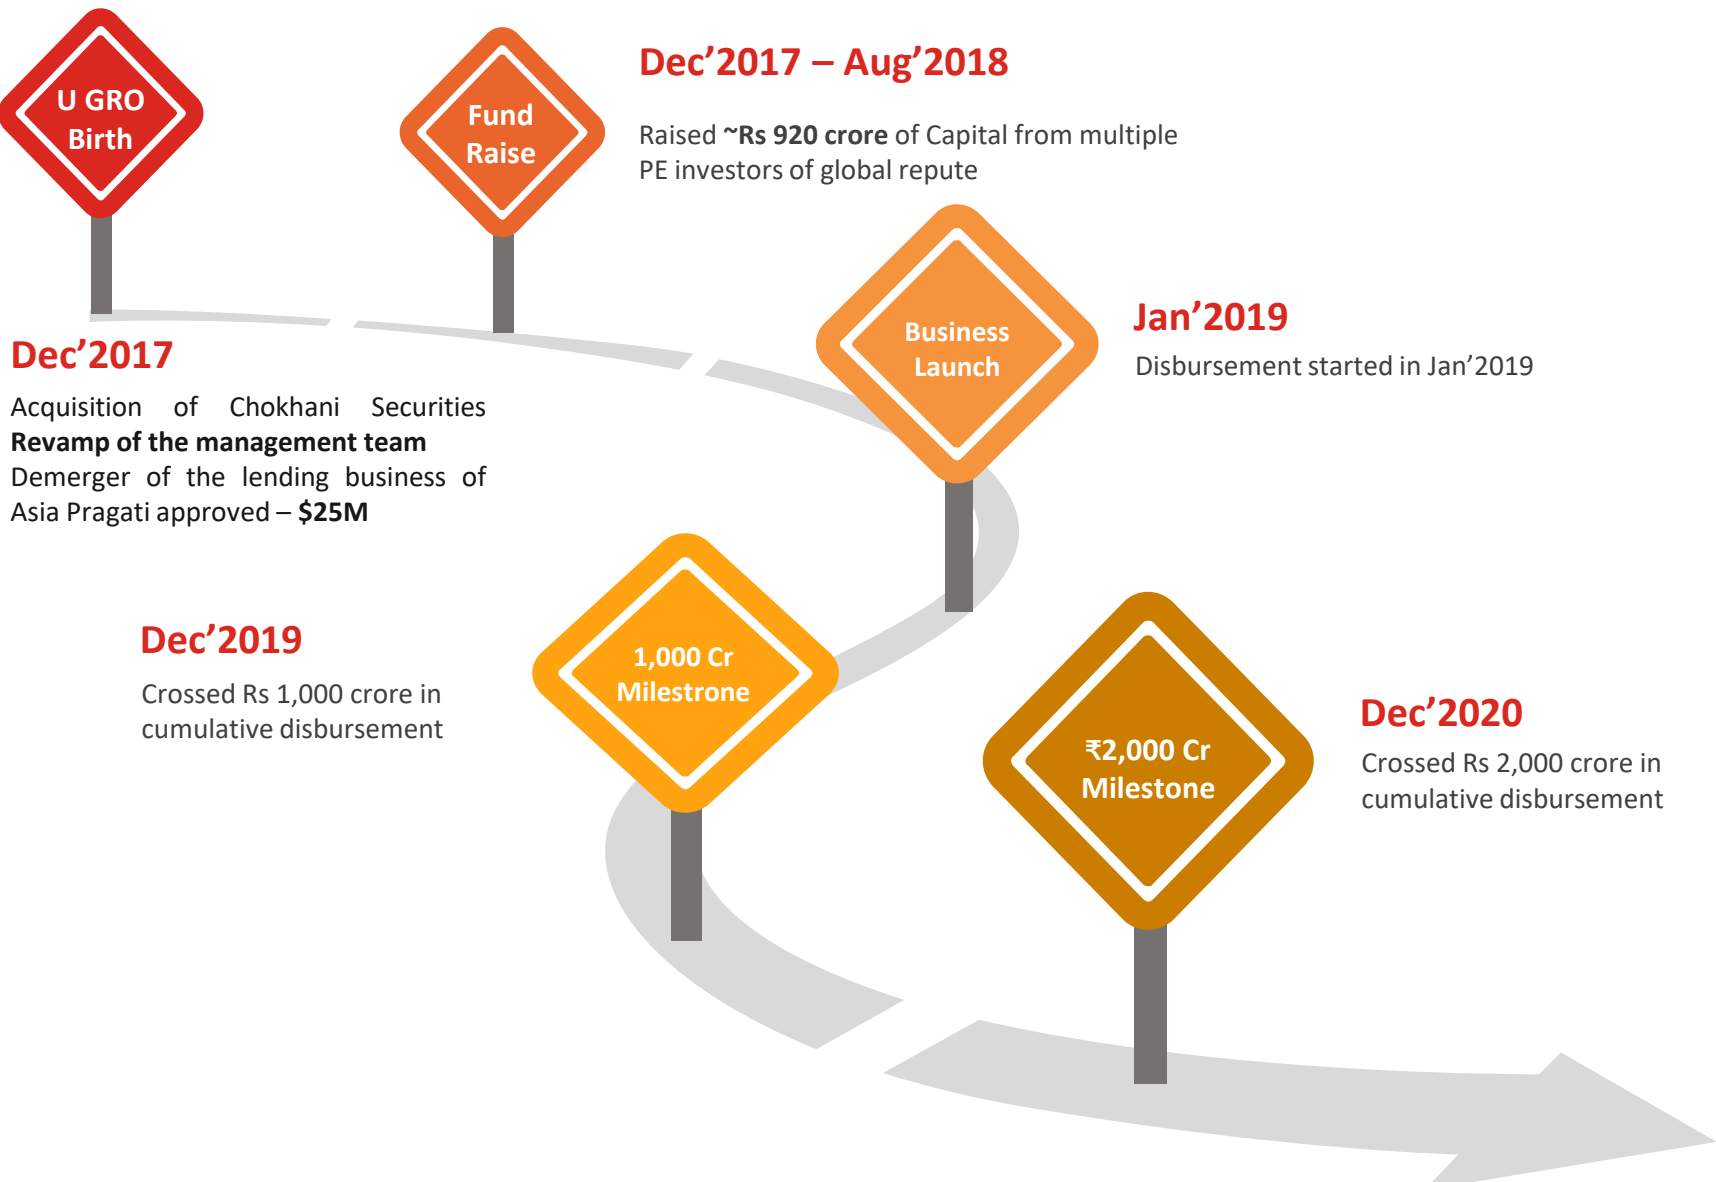 U GRO
Birth
Dec’2017
Acquisition of Chokhani Securities
Revamp of the management team
Demerger of the lending business of
Asia Pragati approved – $25M
Fund
Raise
Dec’2017 – Aug’2018
Raised ~Rs 920 crore of Capital from multiple
PE investors of global repute
Business
Launch
Jan’2019
Disbursement started in Jan’2019
1,000 Cr
Milestrone
Dec’2019
Crossed Rs 1,000 crore in
cumulative disbursement
₹2,000 Cr
Milestone
Dec’2020
Crossed Rs 2,000 crore in
cumulative disbursement